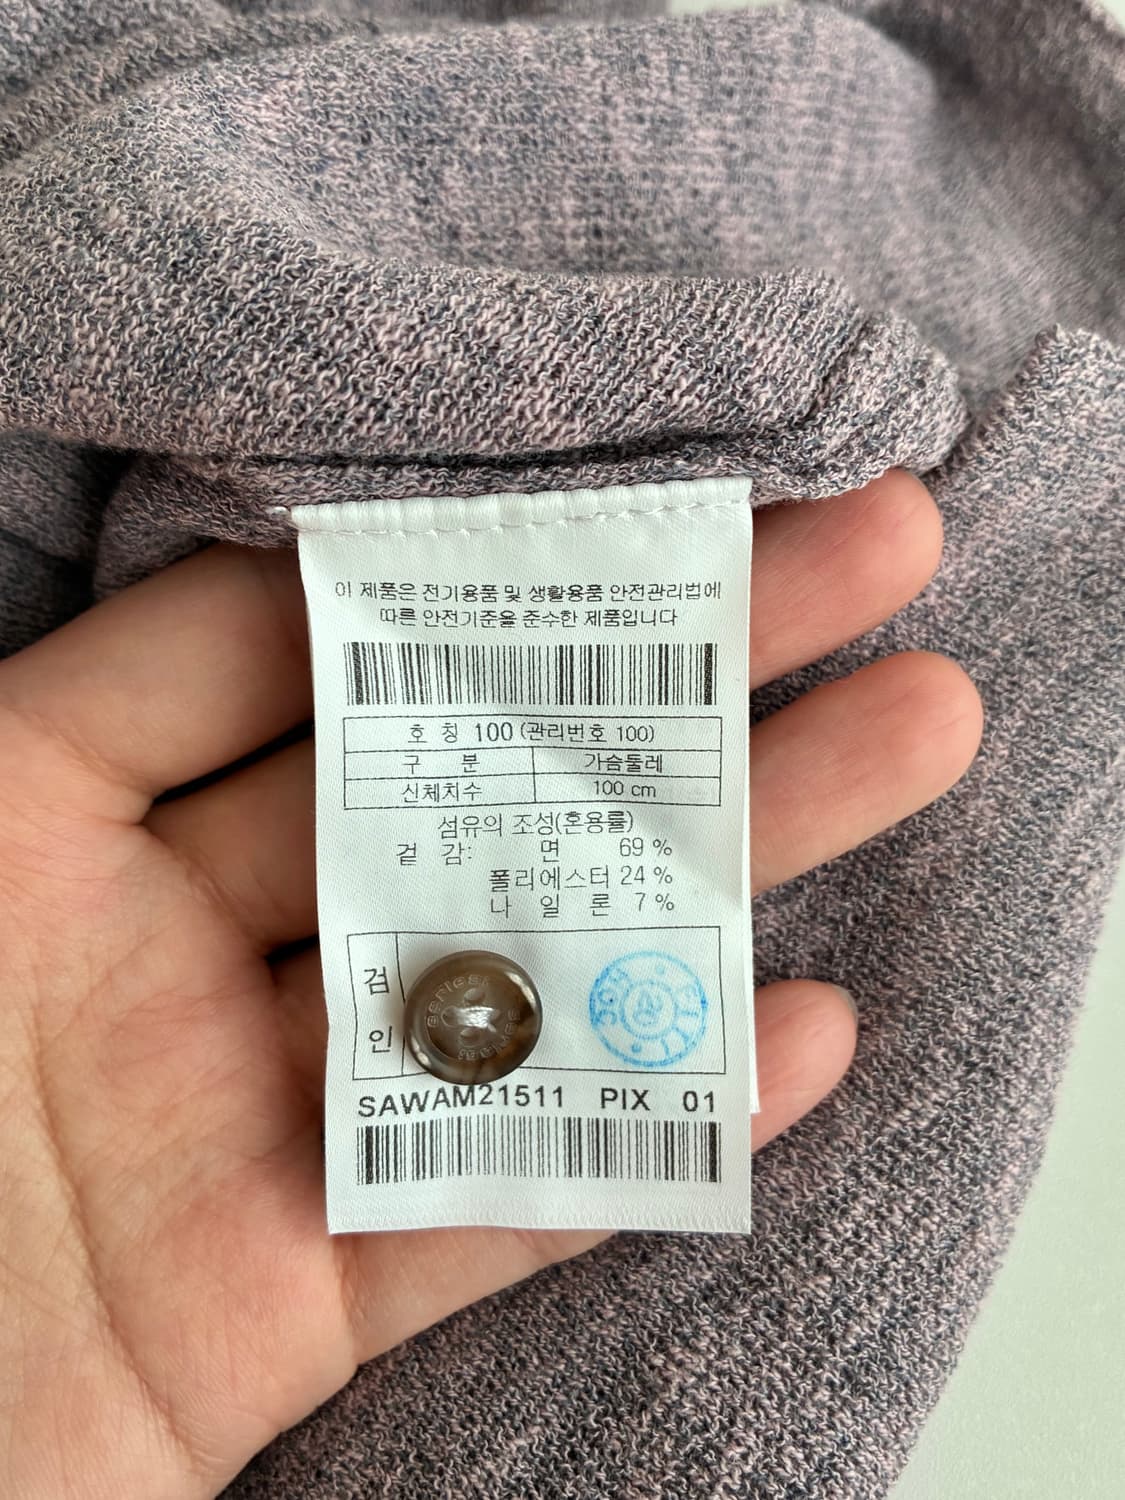 이 제품은 전기용품 및 생활용품 안전관리법에
따른 안전기준을 준수한 제품입니다
호 칭 100 (관리번호 100)
구 분 가슴둘레
신체치수 100 cm
섬유의 조성(혼용률)
겉 감: 면 69 %
폴리에스터 24 %
나 일 론 7 %
검
인
series;
series;
SAWAM21511 PIX 01